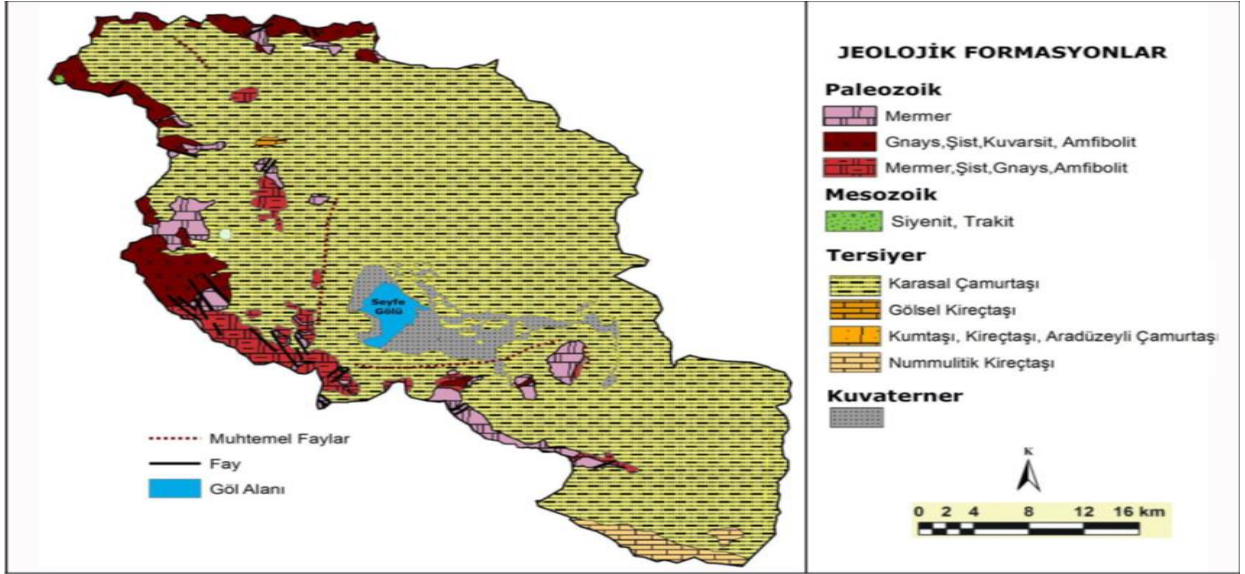 Seyfe
Gölü
Muhtemel Faylar
Fay
Göl Alanı
JEOLOJİK FORMASYONLAR
Paleozoik
Mermer
Gnays,Şist,Kuvarsit, Amfibolit
Mermer,Şist,Gnays,Amfibolit
Mesozoik
Siyenit, Trakit
Tersiyer
Karasal Çamurtaşı
Gölsel Kireçtaşı
Kumtaşı, Kireçtaşı, Aradüzeyli Çamurtaşı
Nummulitik Kireçtaşı
Kuvaterner
K
0 2 4 8 12 16 km